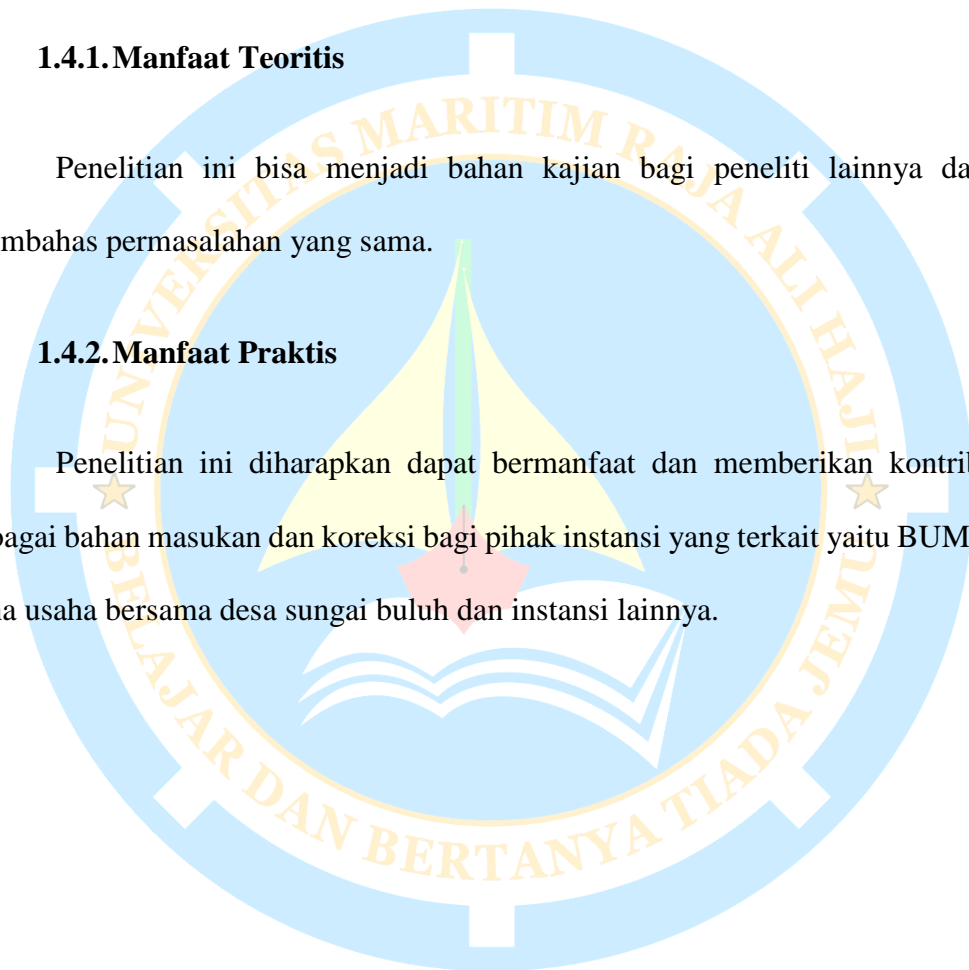 1.4.1. Manfaat Teoritis
Penelitian ini bisa menjadi bahan kajian bagi peneliti lainnya da
mbahas permasalahan yang sama.
1.4.2. Manfaat Praktis
Penelitian ini diharapkan dapat bermanfaat dan memberikan kontrib
bagai bahan masukan dan koreksi bagi pihak instansi yang terkait yaitu BUM
na usaha bersama desa sungai buluh dan instansi lainnya.
UNIVERSITAS MARITIM RAJA ALI HAJI
BELAJAR DAN BERTANYA TIADA JEMU